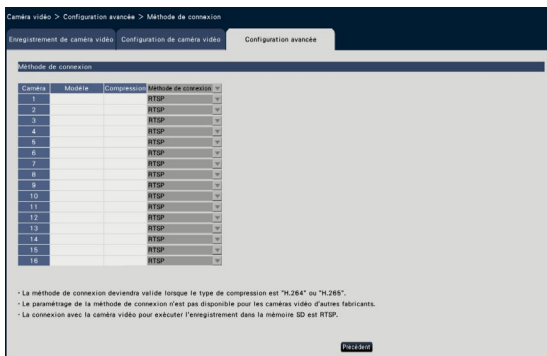 Caméra vidéo > Configuration avancée > Méthode de connexion
Enregistrement de caméra vidéo Configuration de caméra vidéo Configuration avancée
Méthode de connexion
Caméra Modèle Compression Méthode de connexion
1 RTSP
2 RTSP
3 RTSP
4 RTSP
5 RTSP
6 RTSP
7 RTSP
8 RTSP
9 RTSP
10 RTSP
11 RTSP
12 RTSP
13 RTSP
14 RTSP
15 RTSP
16 RTSP
· La méthode de connexion deviendra valide lorsque le type de compression est "H.264" ou "H.265".
· Le paramétrage de la méthode de connexion n'est pas disponible pour les caméras vidéo d'autres fabricants.
· La connexion avec la caméra vidéo pour exécuter l'enregistrement dans la mémoire SD est RTSP.
Précédent